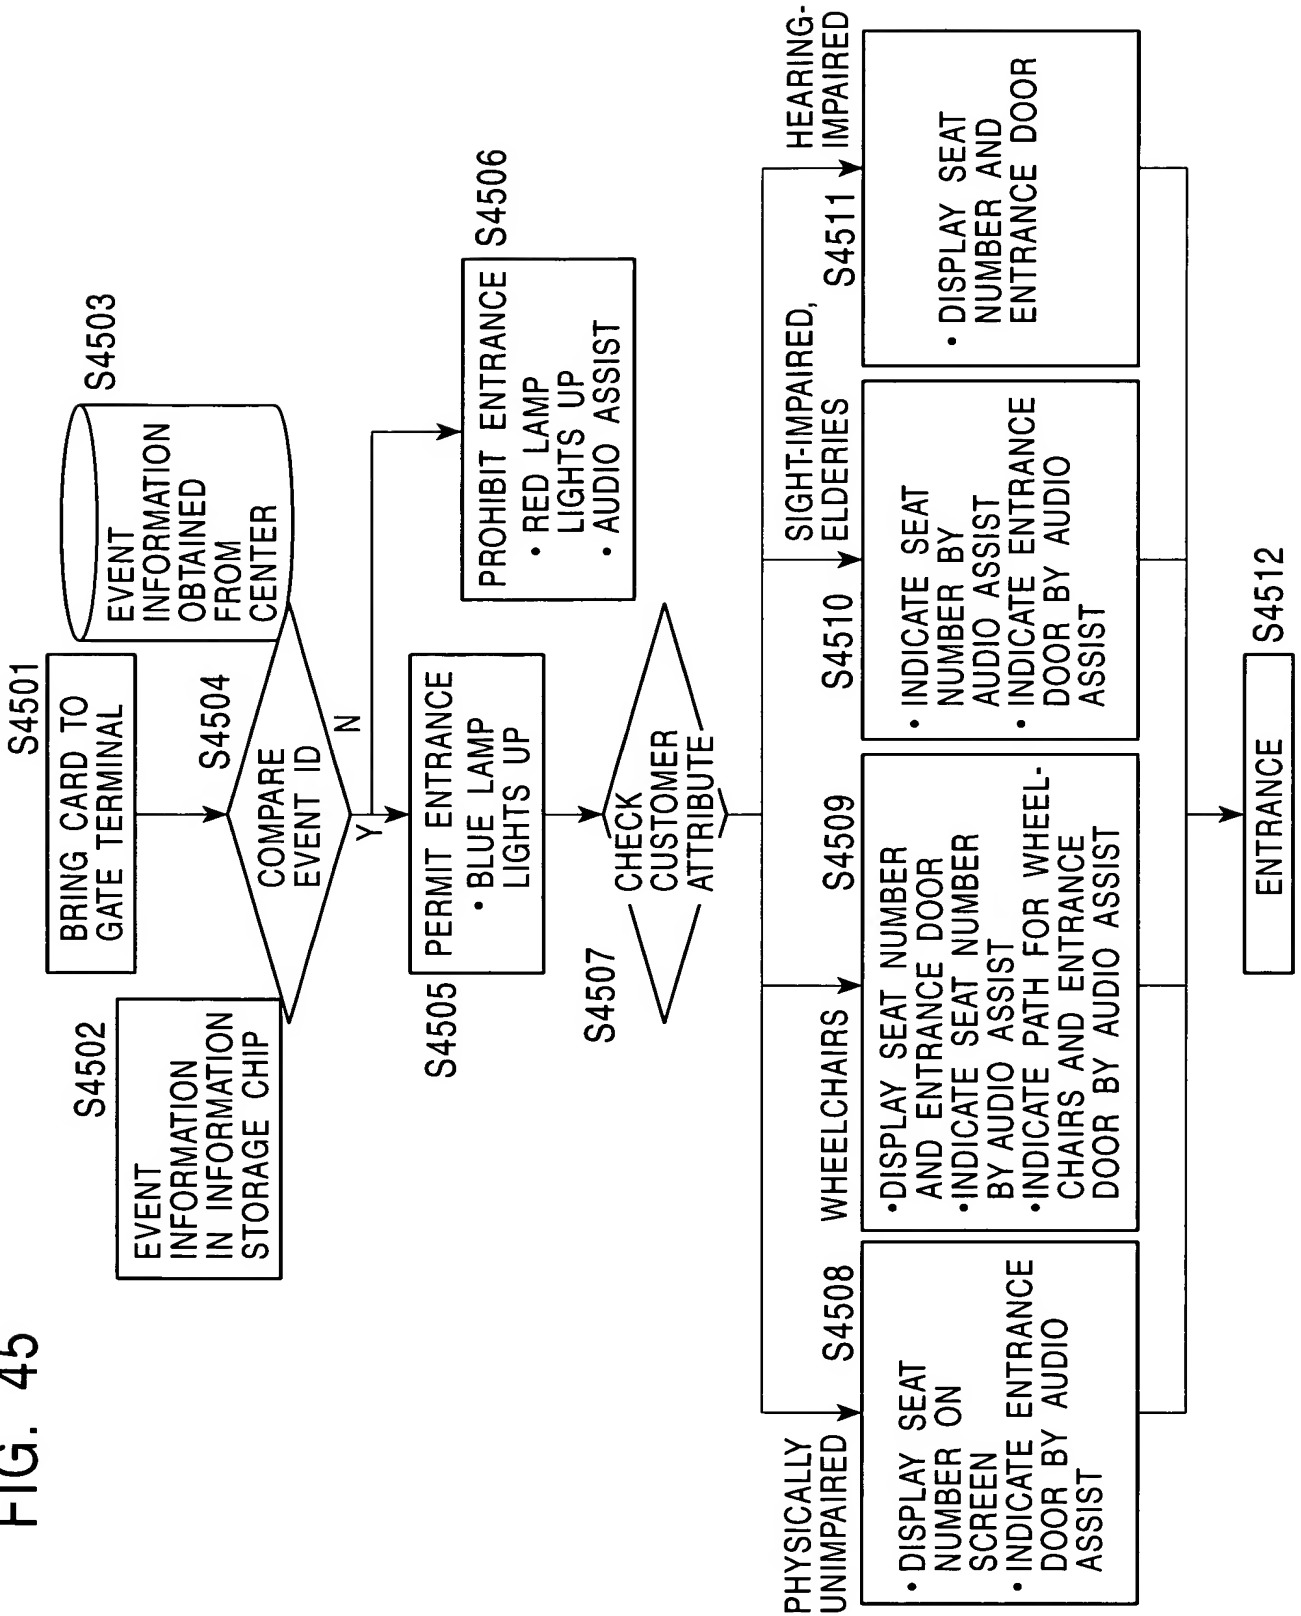 FIG. 45
S4501
BRING CARD TO
GATE TERMINAL
S4502
EVENT
INFORMATION
IN INFORMATION
STORAGE CHIP
S4503
EVENT
INFORMATION
OBTAINED
FROM
CENTER
S4504
COMPARE
EVENT ID
N
Y
S4505
PERMIT ENTRANCE
• BLUE LAMP
LIGHTS UP
S4506
PROHIBIT ENTRANCE
• RED LAMP
LIGHTS UP
• AUDIO ASSIST
S4507
CHECK
CUSTOMER
ATTRIBUTE
PHYSICALLY
UNIMPAIRED
S4508
• DISPLAY SEAT
NUMBER ON
SCREEN
• INDICATE ENTRANCE
DOOR BY AUDIO
ASSIST
WHEELCHAIRS
S4509
• DISPLAY SEAT NUMBER
AND ENTRANCE DOOR
• INDICATE SEAT NUMBER
BY AUDIO ASSIST
• INDICATE PATH FOR WHEEL-
CHAIRS AND ENTRANCE
DOOR BY AUDIO ASSIST
SIGHT-IMPAIRED,
ELDERIES
S4510
• INDICATE SEAT
NUMBER BY
AUDIO ASSIST
• INDICATE ENTRANCE
DOOR BY AUDIO
ASSIST
HEARING-
IMPAIRED
S4511
• DISPLAY SEAT
NUMBER AND
ENTRANCE DOOR
ENTRANCE
S4512